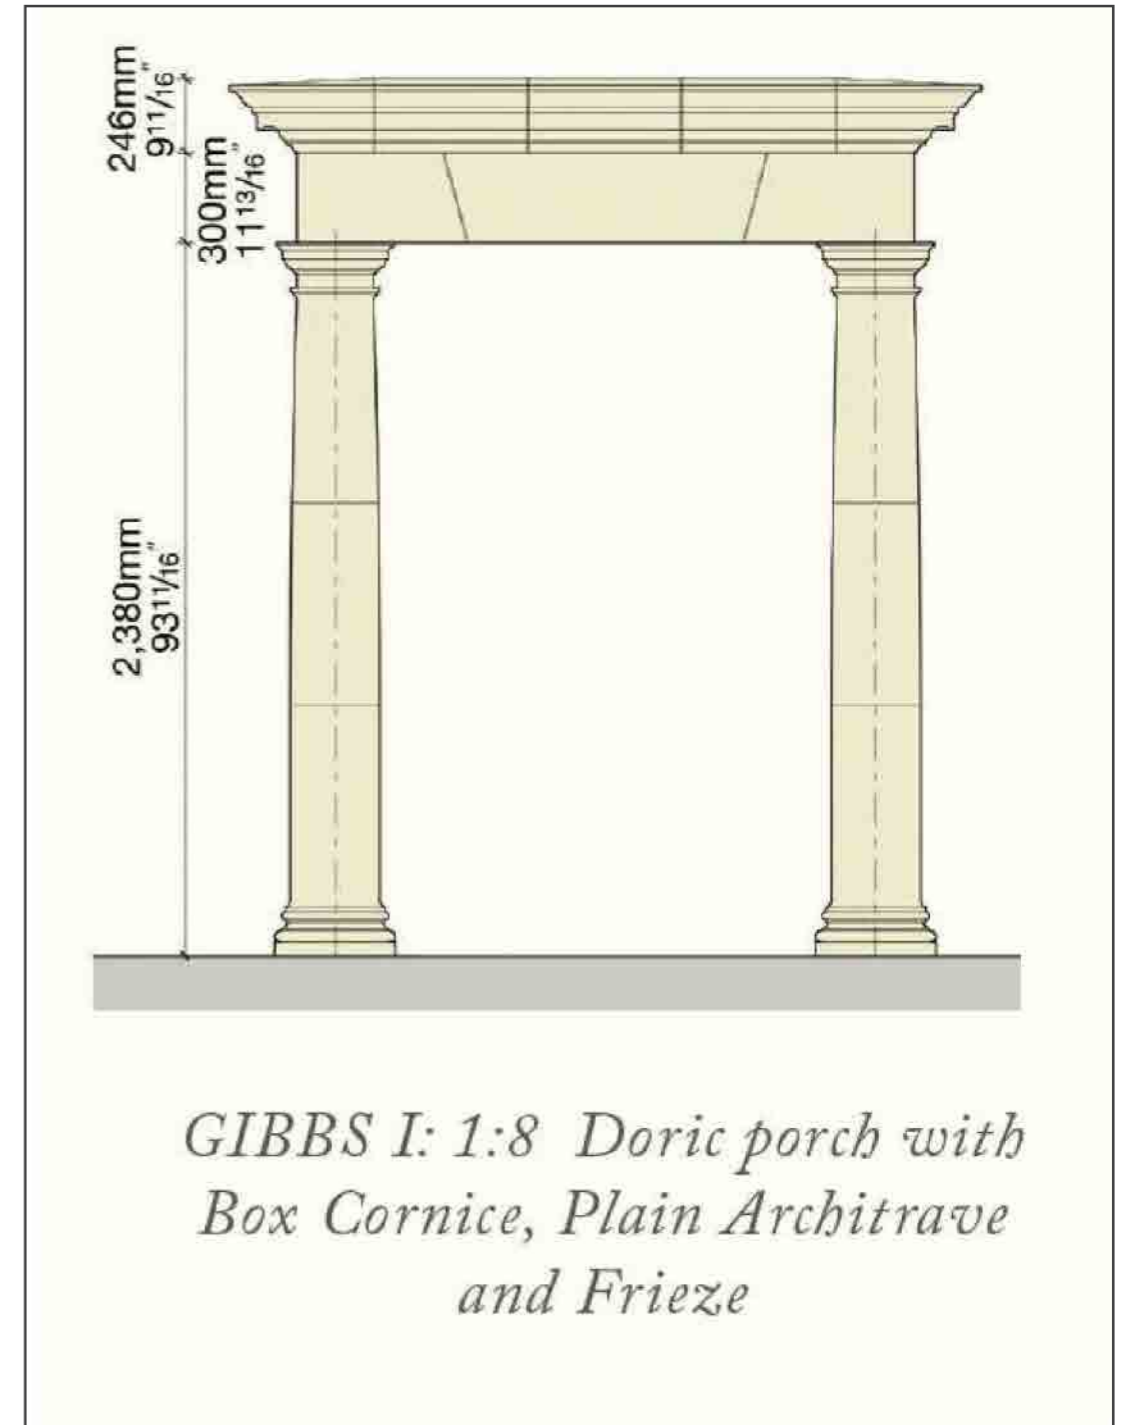 246mm
9 11/16"
300mm
11 13/16"
2,380mm
93 11/16"
GIBBS I: 1:8 Doric porch with
Box Cornice, Plain Architrave
and Frieze